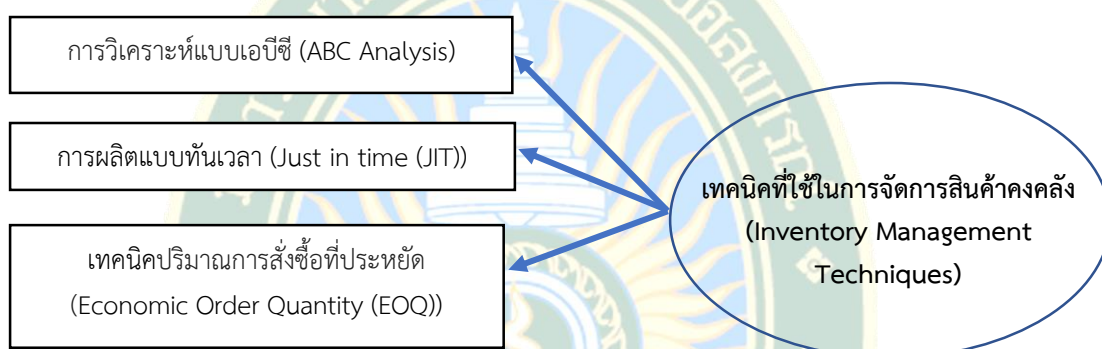 การวิเคราะห์แบบเอบีซี (ABC Analysis)
การผลิตแบบทันเวลา (Just in time (JIT))
เทคนิคปริมาณการสั่งซื้อที่ประหยัด
(Economic Order Quantity (EOQ))
เทคนิคที่ใช้ในการจัดการสินค้าคงคลัง
(Inventory Management
Techniques)